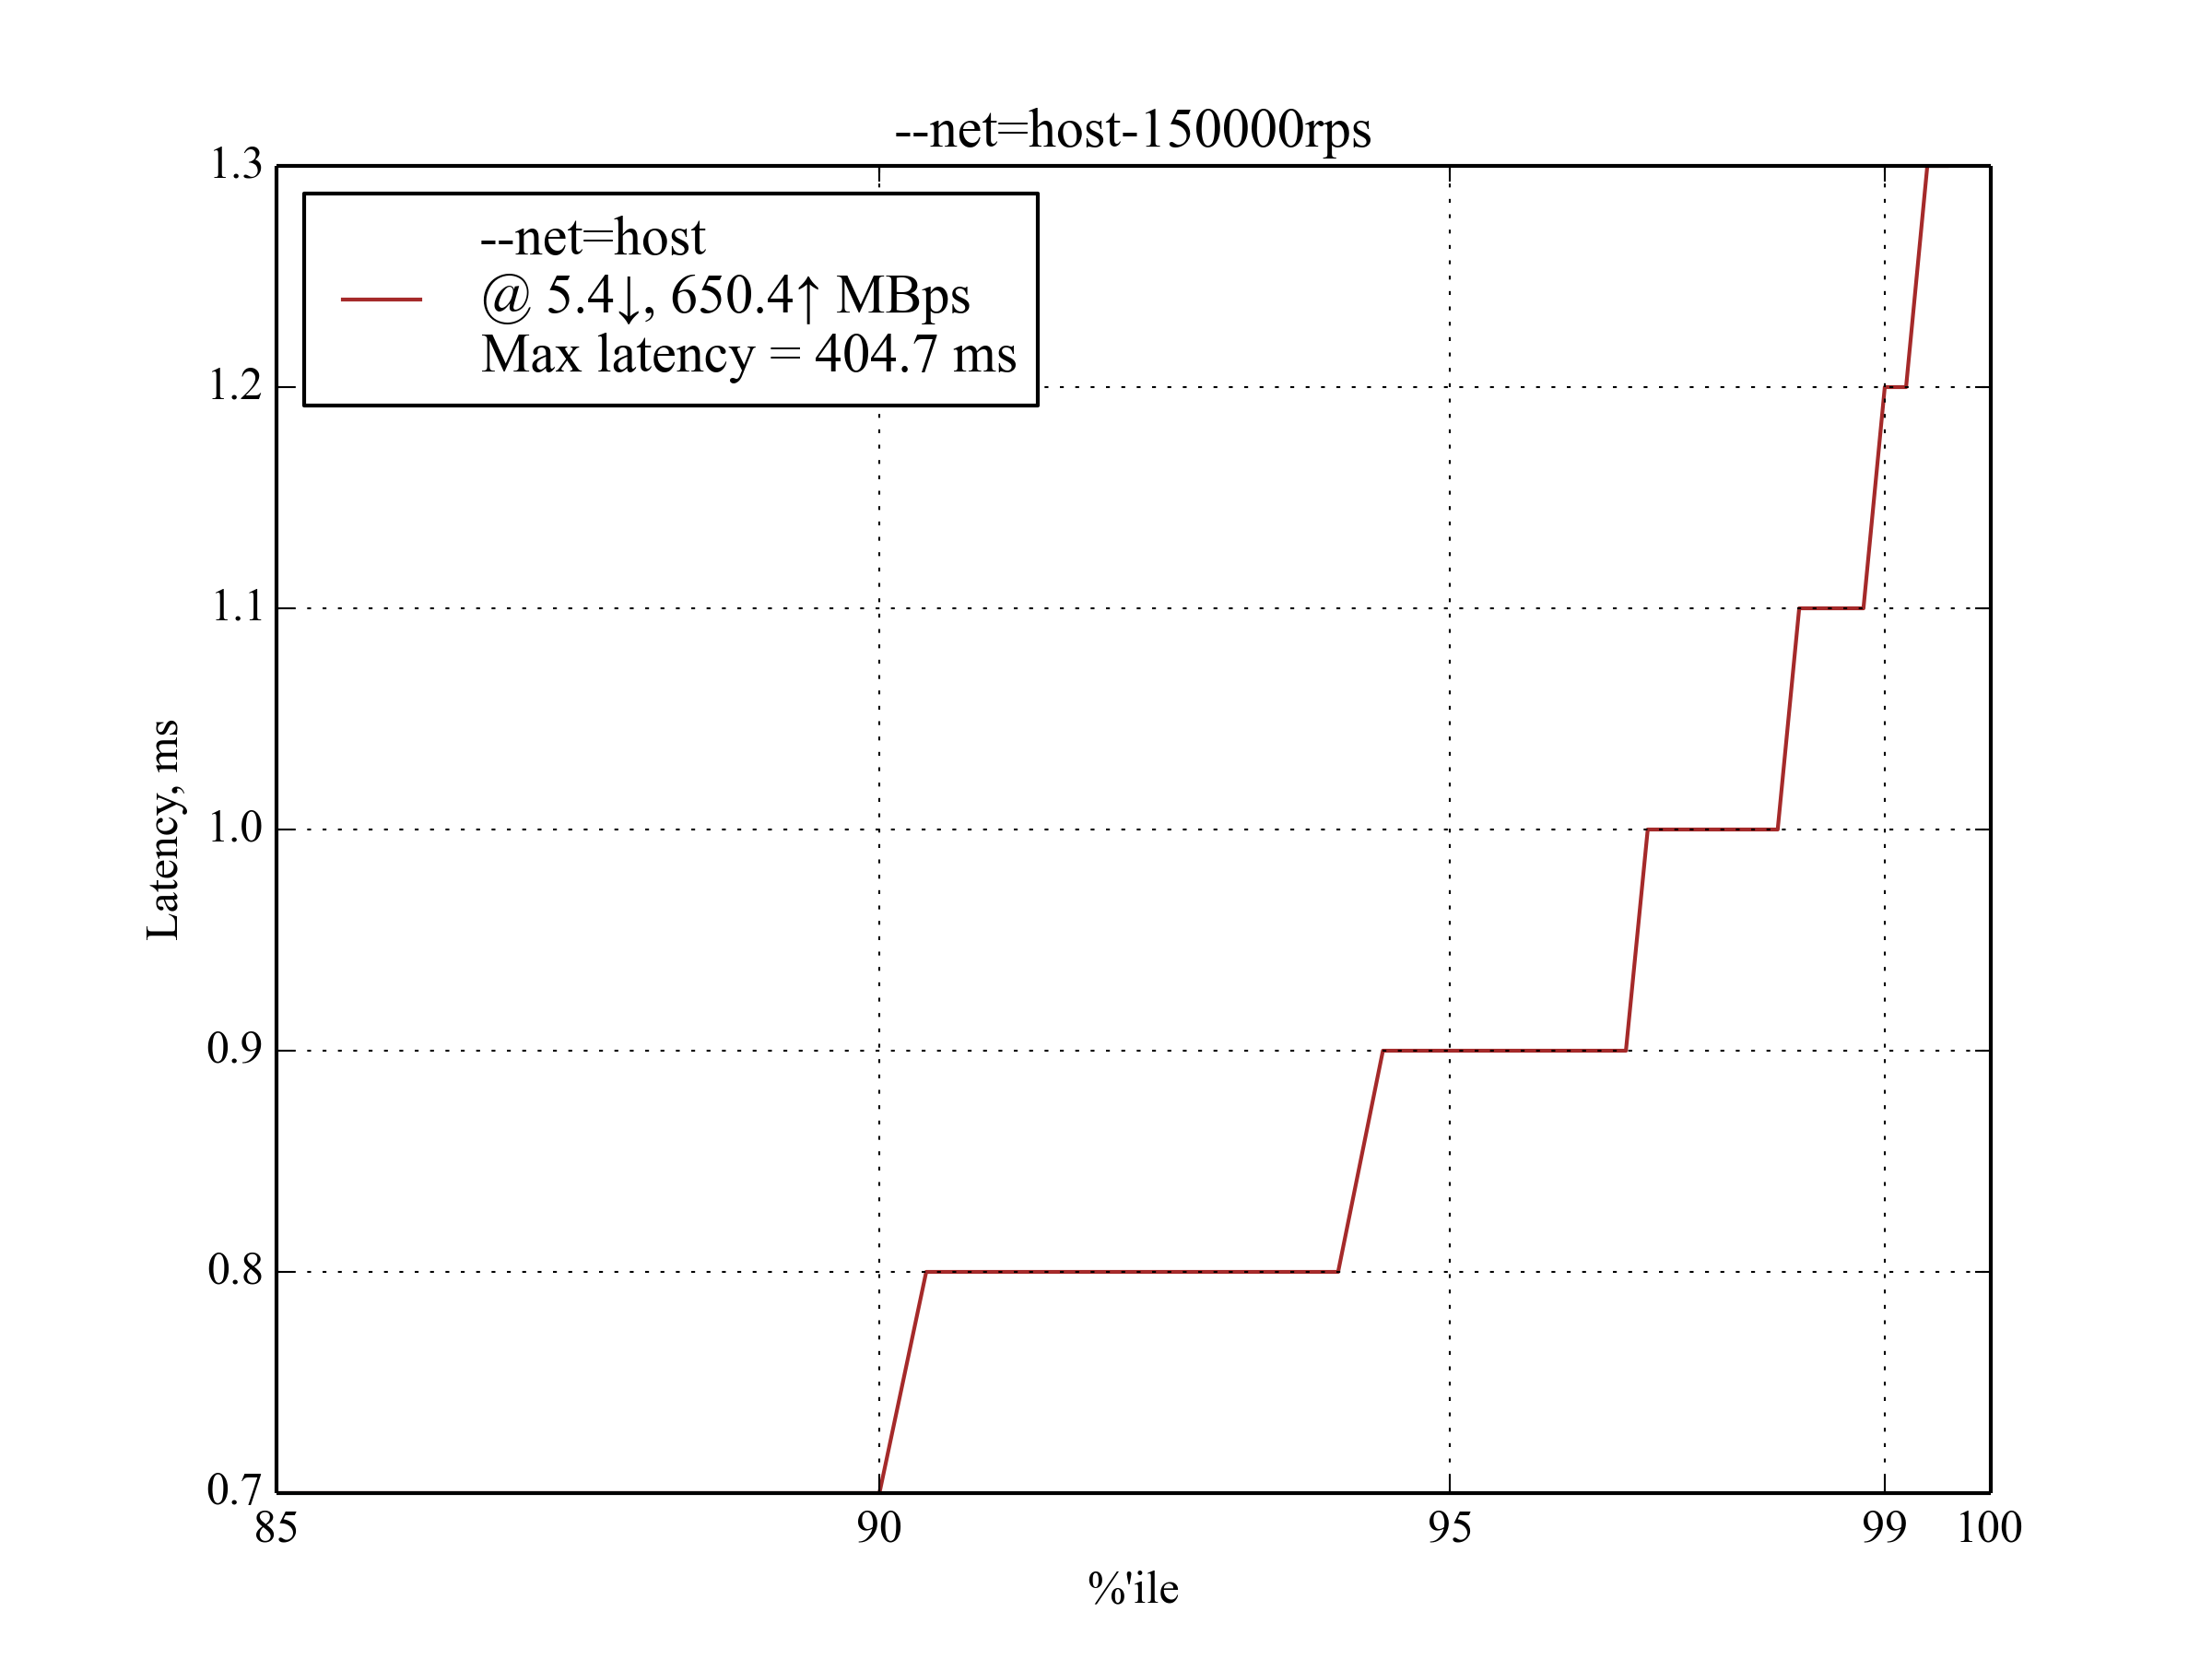 --net=host-150000rps
--net=host
@ 5.4↓, 650.4↑ MBps
Max latency = 404.7 ms
1.3
1.2
1.1
1.0
0.9
0.8
0.7
Latency, ms
85 90 95 99 100
%'ile